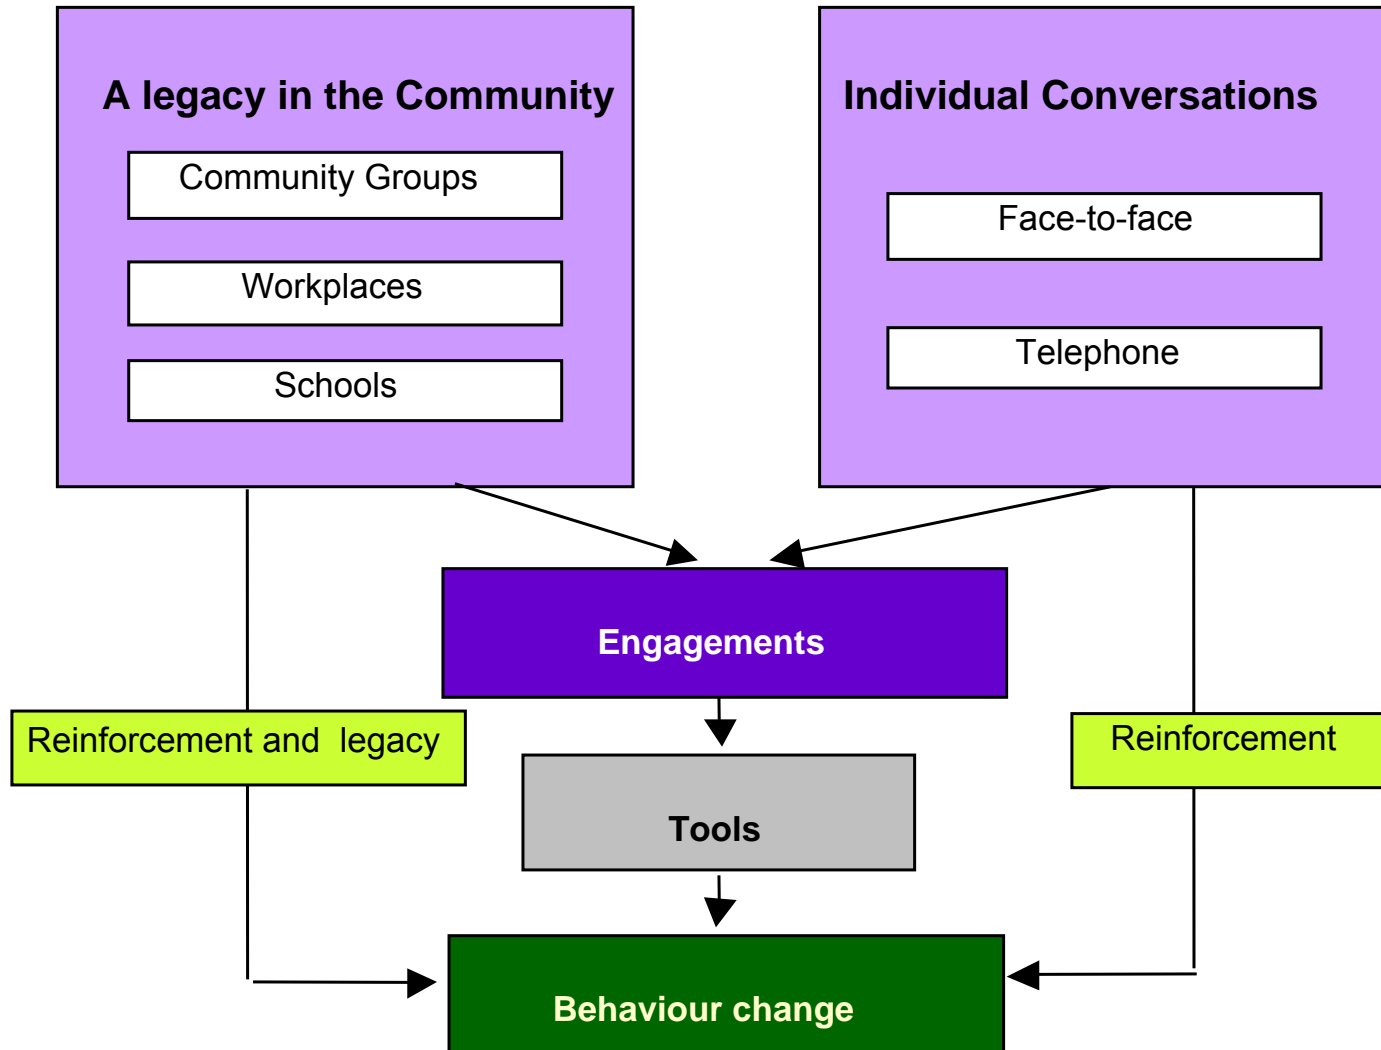 A legacy in the Community
Community Groups
Workplaces
Schools
Individual Conversations
Face-to-face
Telephone
Engagements
Reinforcement and legacy
Reinforcement
Tools
Behaviour change